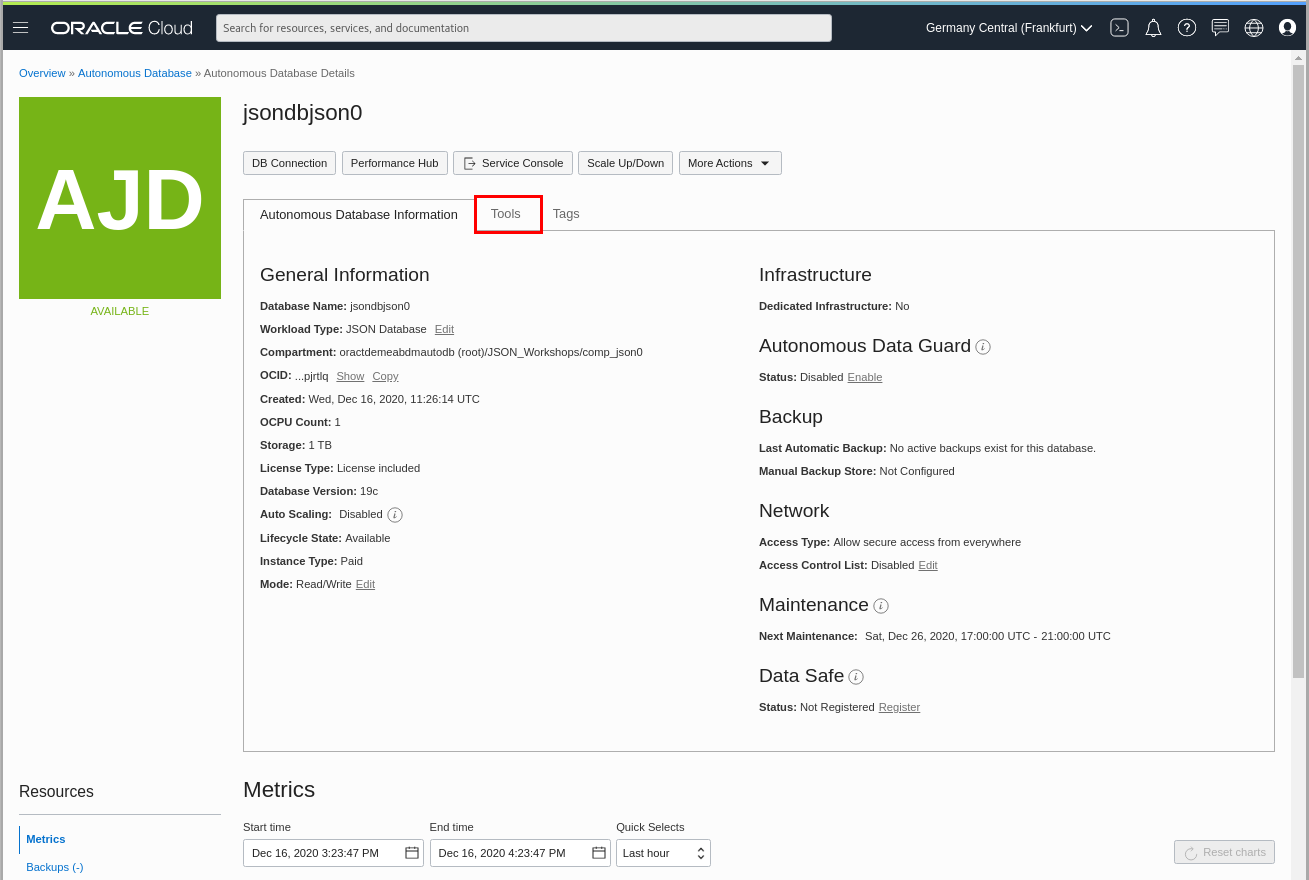 ORACLE Cloud
Search for resources, services, and documentation
Germany Central (Frankfurt)
Overview » Autonomous Database » Autonomous Database Details
AJD
AVAILABLE
jsondbjson0
DB Connection
Performance Hub
Service Console
Scale Up/Down
More Actions
Autonomous Database Information
Tools
Tags
General Information
Database Name: jsondbjson0
Workload Type: JSON Database Edit
Compartment: oractdemeabdmautodb (root)/JSON_Workshops/comp_json0
OCID: ...pjrtlq Show Copy
Created: Wed, Dec 16, 2020, 11:26:14 UTC
OCPU Count: 1
Storage: 1 TB
License Type: License included
Database Version: 19c
Auto Scaling: Disabled i
Lifecycle State: Available
Instance Type: Paid
Mode: Read/Write Edit
Infrastructure
Dedicated Infrastructure: No
Autonomous Data Guard i
Status: Disabled Enable
Backup
Last Automatic Backup: No active backups exist for this database.
Manual Backup Store: Not Configured
Network
Access Type: Allow secure access from everywhere
Access Control List: Disabled Edit
Maintenance i
Next Maintenance: Sat, Dec 26, 2020, 17:00:00 UTC - 21:00:00 UTC
Data Safe i
Status: Not Registered Register
Resources
Metrics
Backups (-)
Metrics
Start time
End time
Quick Selects
Dec 16, 2020 3:23:47 PM
Dec 16, 2020 4:23:47 PM
Last hour
Reset charts